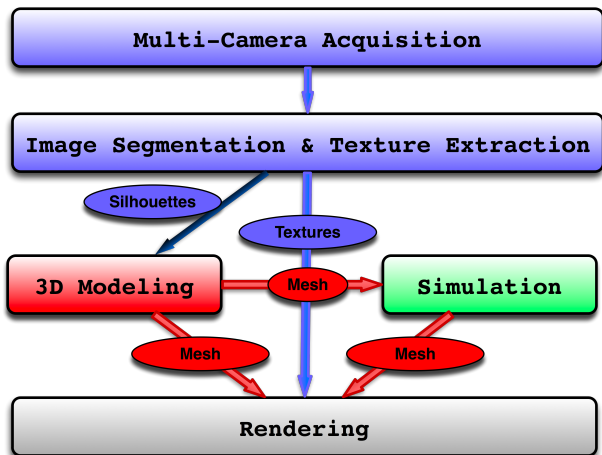 Multi-Camera Acquisition
Image Segmentation & Texture Extraction
Silhouettes
Textures
3D Modeling
Mesh
Simulation
Mesh
Mesh
Rendering